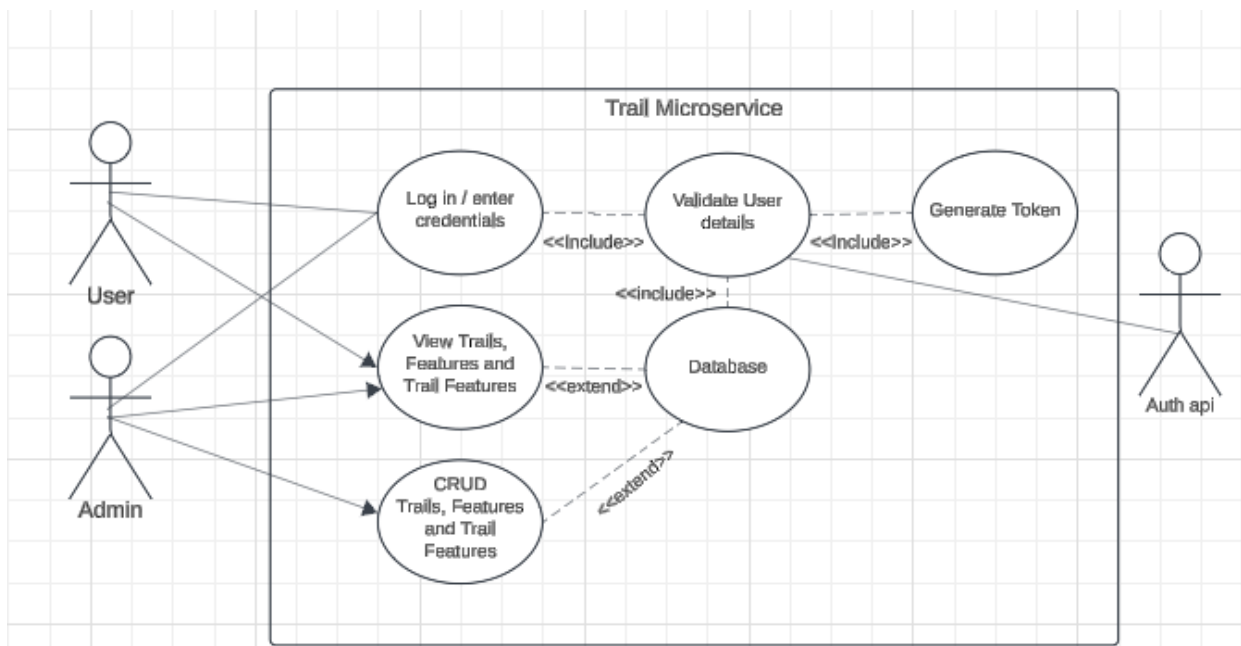 Trail Microservice
Log in / enter
credentials
<<Include>>
Validate User
details
<<Include>>
Generate Token
User
<<include>>
View Trails,
Features and
Trail Features
<<extend>>
Database
Auth api
Admin
CRUD
Trails, Features
and Trail
Features
<<extend>>